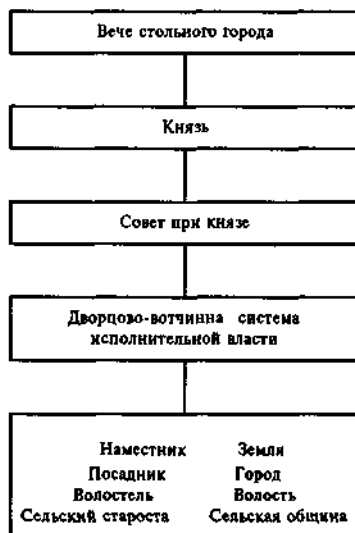 Вече стольного города
Князь
Совет при князе
Дворцово-вотчинна система
исполнительной власти
Наместник Земля
Посадник Город
Волостель Волость
Сельский староста Сельская община